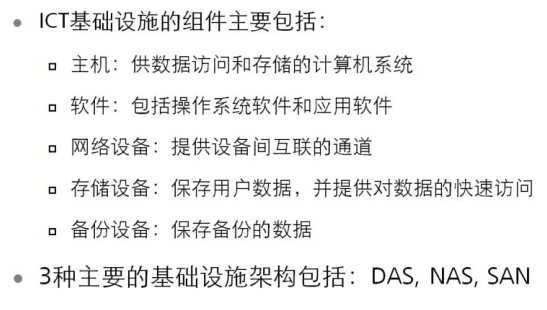 ICT基础设施的组件主要包括：
主机：供数据访问和存储的计算机系统
软件：包括操作系统软件和应用软件
网络设备：提供设备间互联的通道
存储设备：保存用户数据，并提供对数据的快速访问
备份设备：保存备份的数据
3种主要的基础设施架构包括：DAS, NAS, SAN